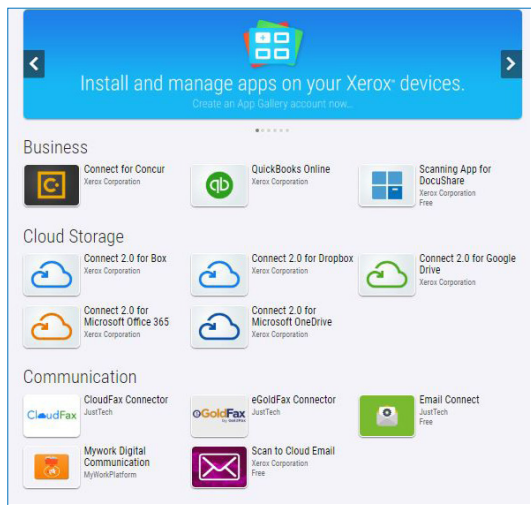 Install and manage apps on your Xerox® devices.
Create an App Gallery account now...
Business
Connect for Concur
Xerox Corporation
QuickBooks Online
Xerox Corporation
Scanning App for
DocuShare
Xerox Corporation
Free
Cloud Storage
Connect 2.0 for Box
Xerox Corporation
Connect 2.0 for Dropbox
Xerox Corporation
Connect 2.0 for Google
Drive
Xerox Corporation
Connect 2.0 for
Microsoft Office 365
Xerox Corporation
Connect 2.0 for
Microsoft OneDrive
Xerox Corporation
Communication
CloudFax
CloudFax Connector
JustTech
eGoldFax
eGoldFax Connector
JustTech
Email Connect
JustTech
Free
Mywork Digital
Communication
MyWorkPlatform
Scan to Cloud Email
Xerox Corporation
Free